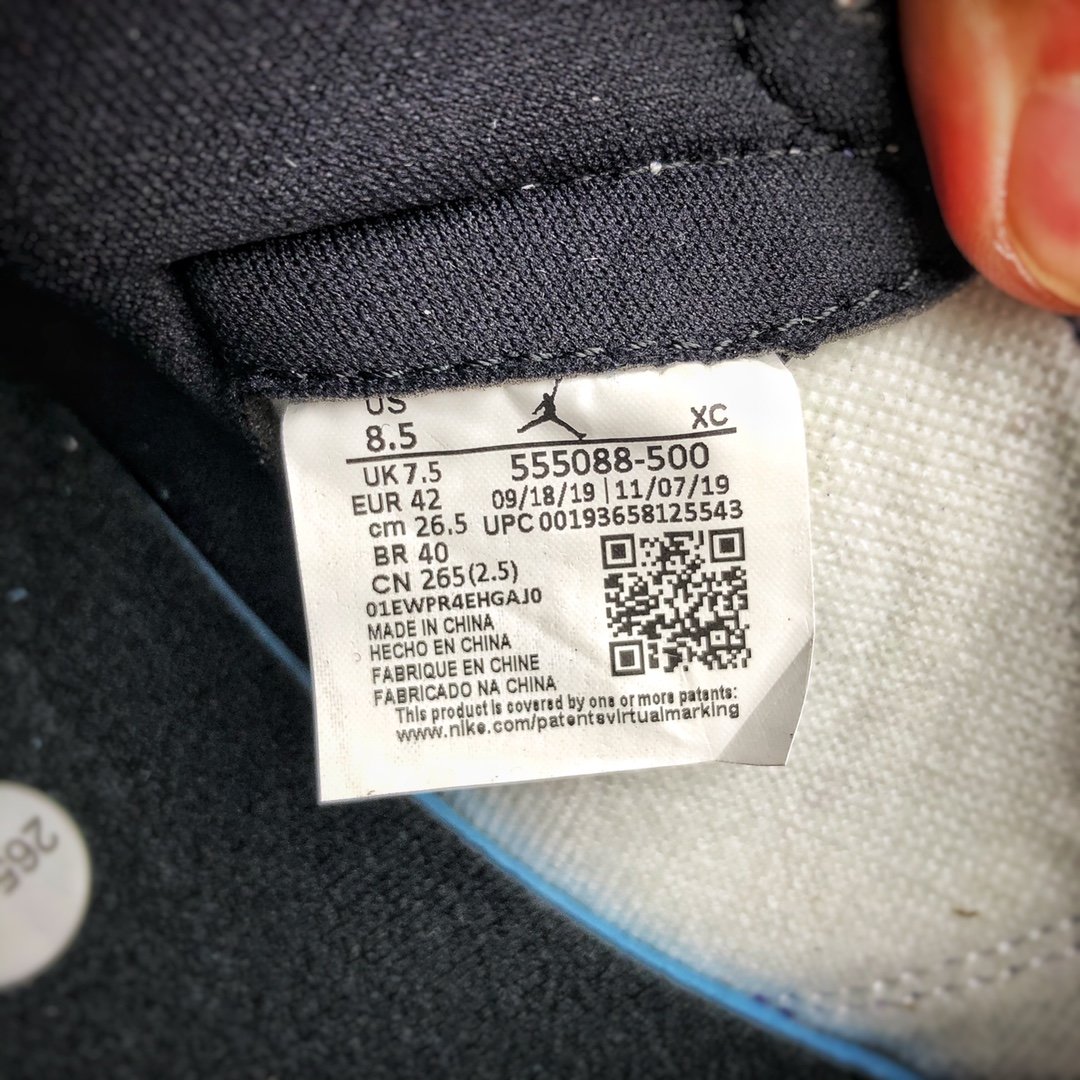 US
8.5
XC
UK 7.5
EUR 42
cm 26.5
BR 40
CN 265 (2.5)
555088-500
09/18/19 | 11/07/19
UPC 00193658125543
01EWPR4EHGAJ0
MADE IN CHINA
HECHO EN CHINA
FABRIQUE EN CHINE
FABRICADO NA CHINA
This product is covered by one or more patents:
www.nike.com/patentsvirtualmarking
265